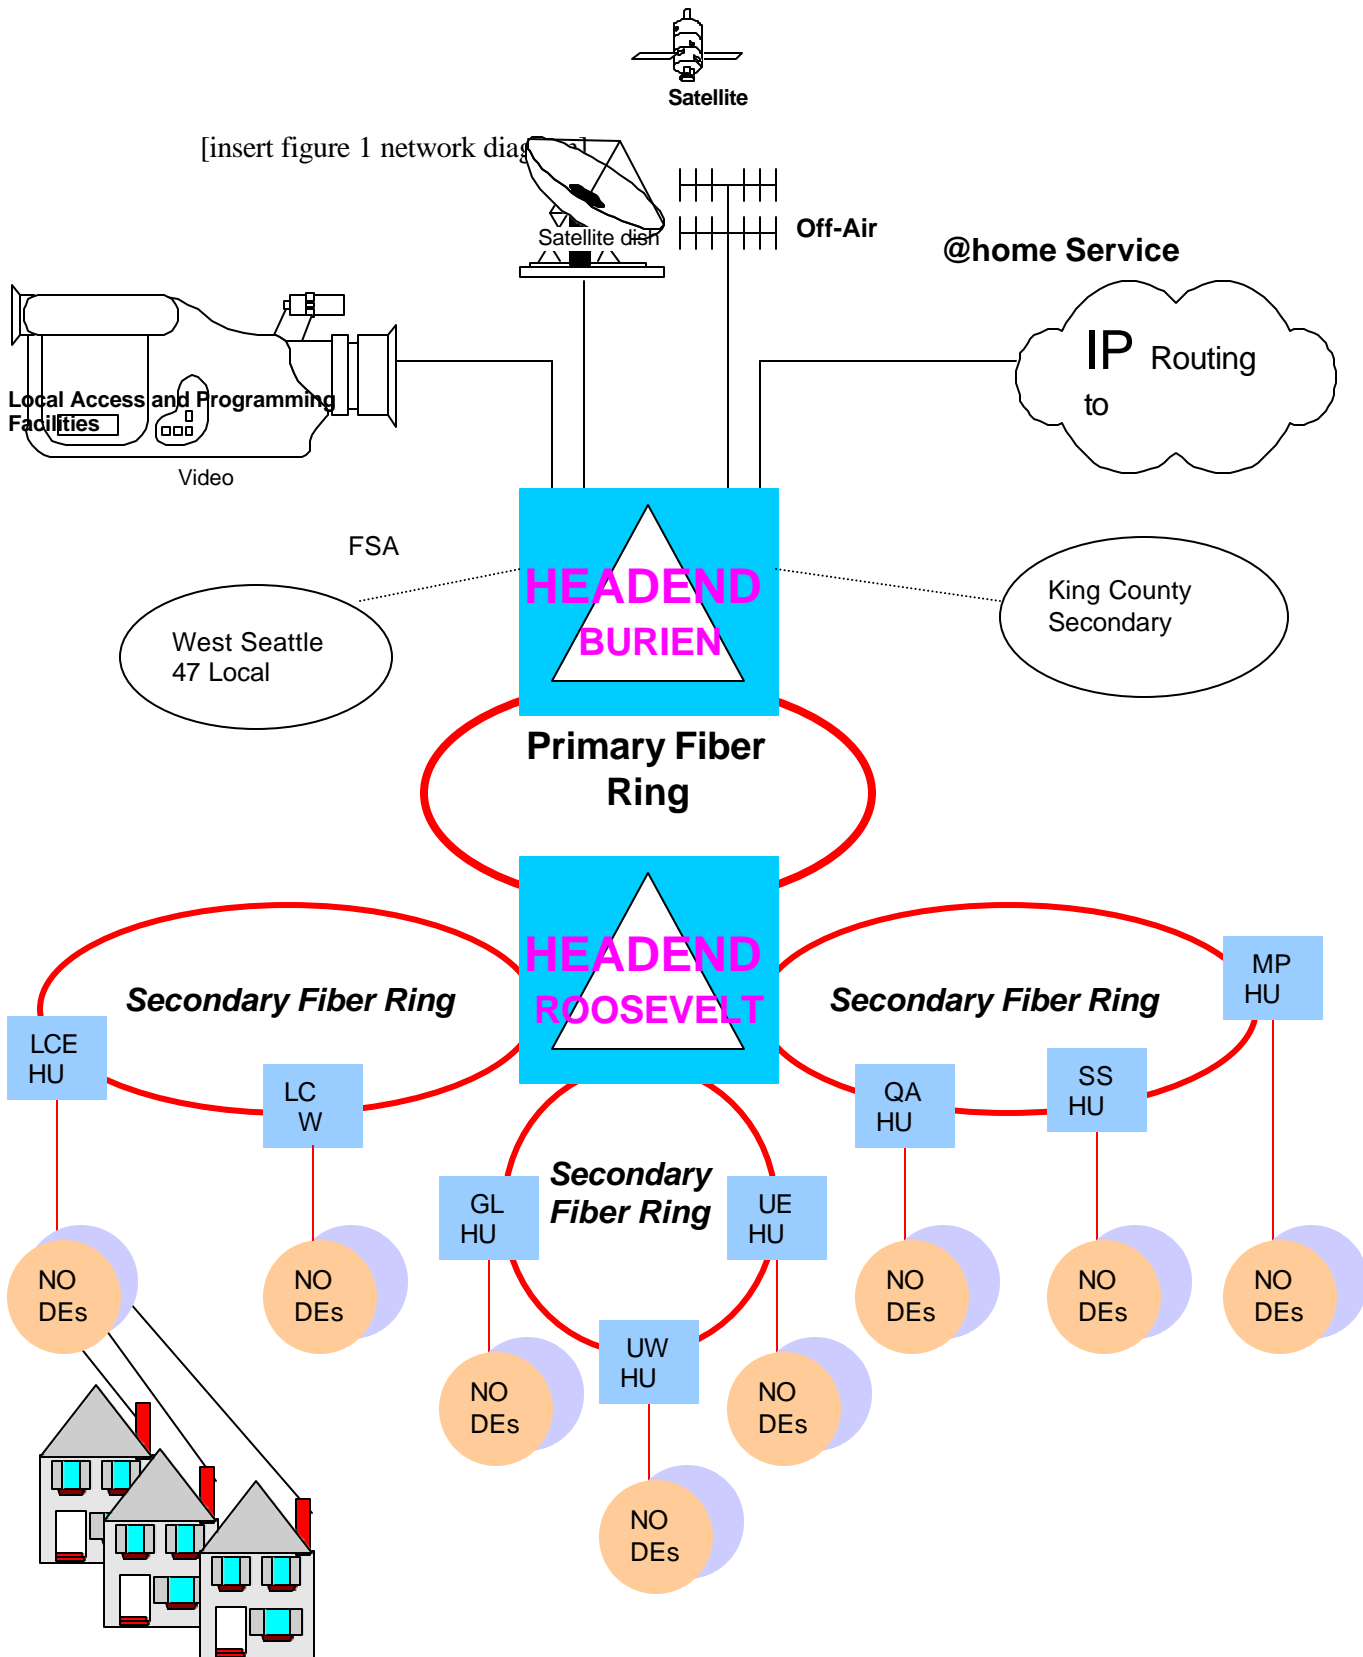 Satellite
[insert figure 1 network diag
Satellite dish
Off-Air
@home Service
IP Routing
to
Local Access and Programming
Facilities
Video
FSA
HEADEND
BURIEN
West Seattle
47 Local
King County
Secondary
Primary Fiber
Ring
HEADEND
ROOSEVELT
Secondary Fiber Ring
Secondary Fiber Ring
MP
HU
LCE
HU
LC
W
QA
HU
SS
HU
Secondary
Fiber Ring
GL
HU
UE
HU
UW
HU
NO
DEs
NO
DEs
NO
DEs
NO
DEs
NO
DEs
NO
DEs
NO
DEs
NO
DEs